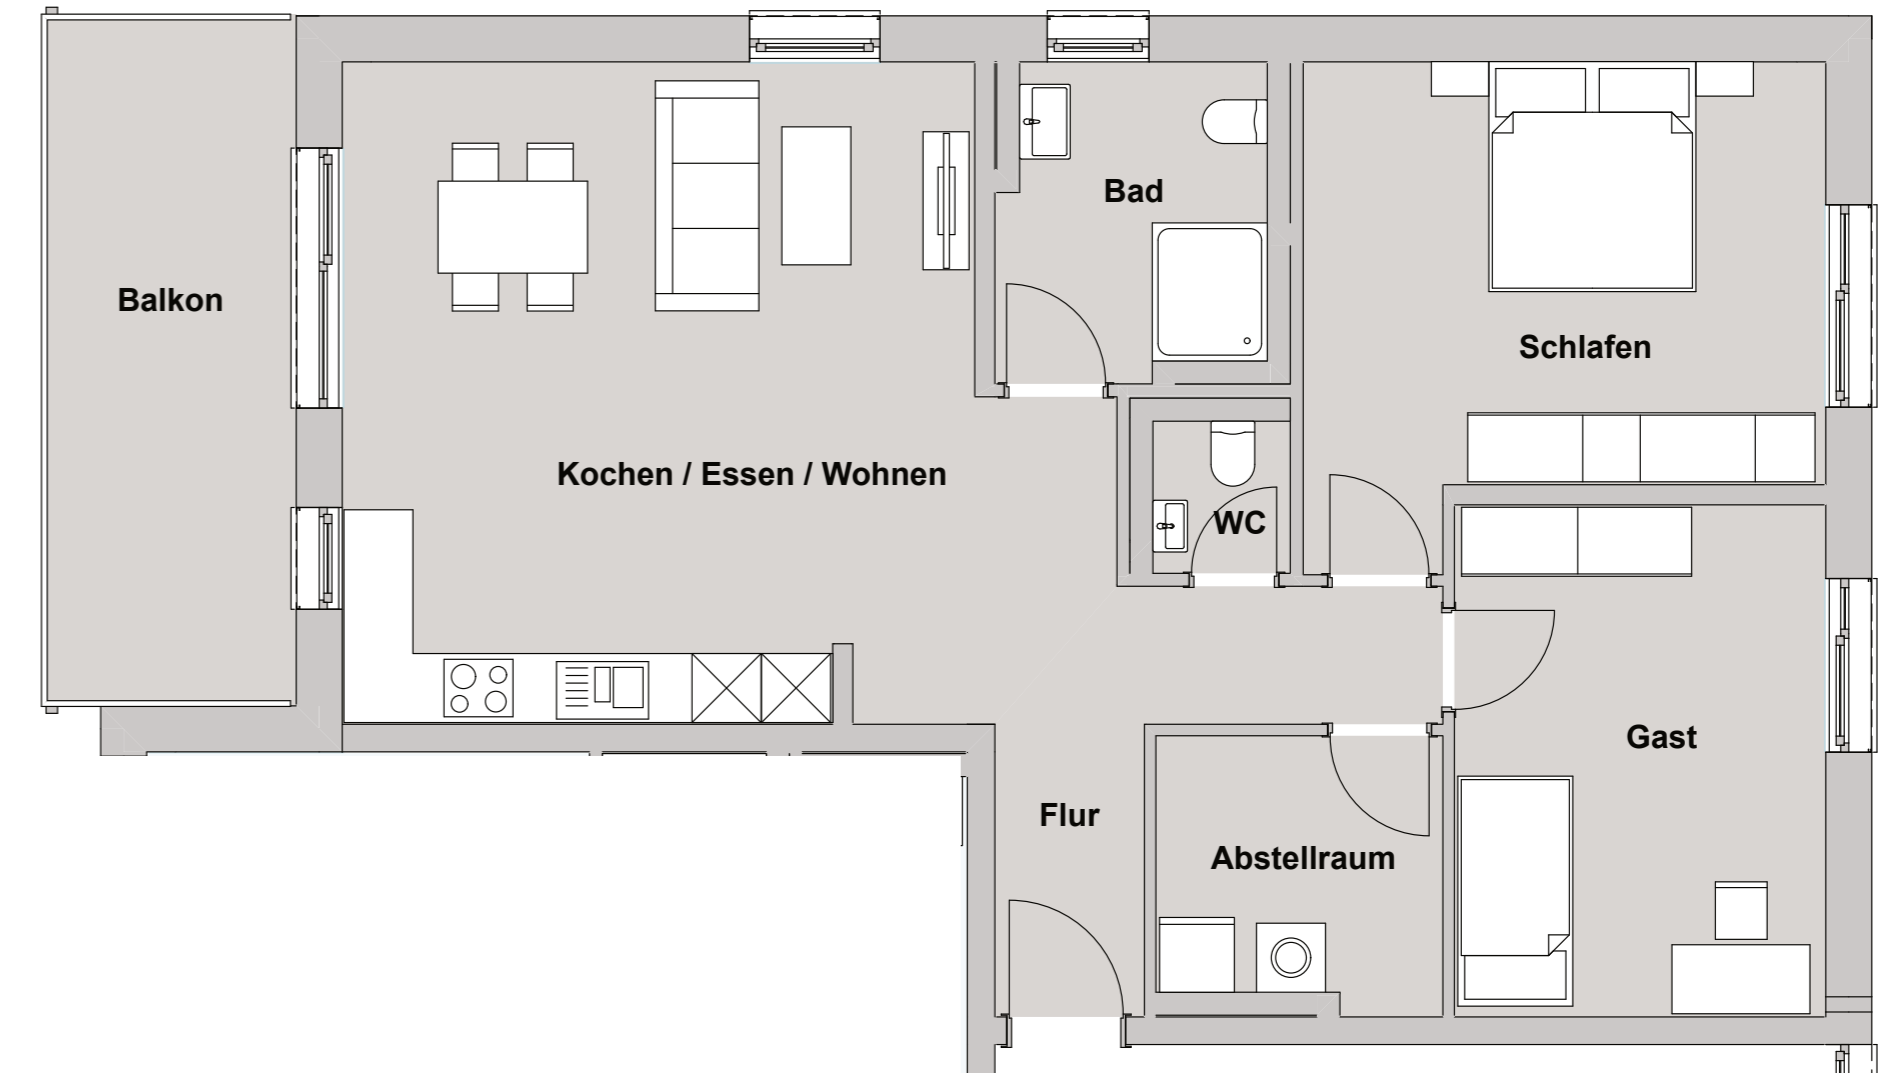 Bad
Balkon
Schlafen
Kochen / Essen / Wohnen
WC
Gast
Flur
Abstellraum